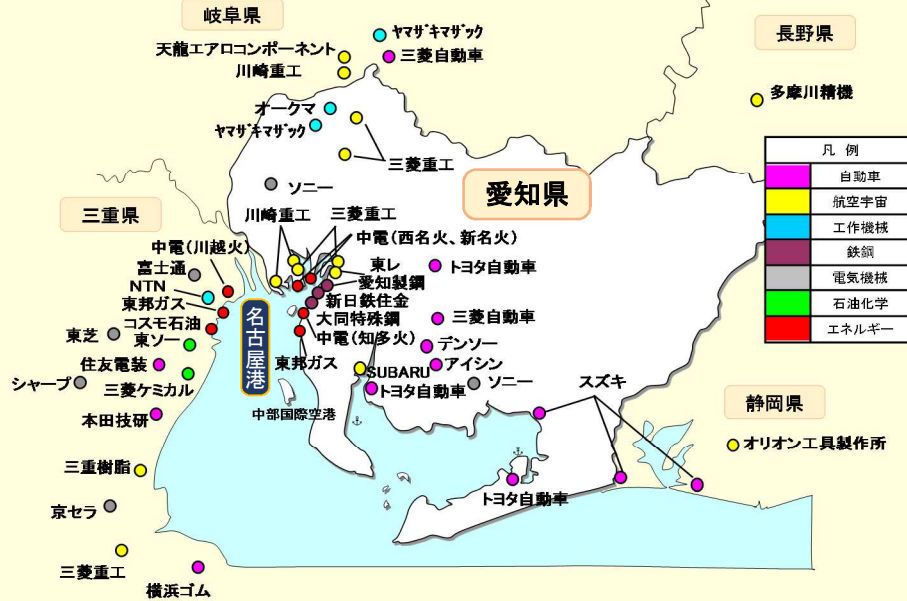 岐阜県
ヤマザキマザック
天龍エアロコンポーネント
三菱自動車
川崎重工
長野県
多摩川精機
オークマ
ヤマザキマザック
三菱重工
凡 例
自動車
航空宇宙
工作機械
鉄鋼
電気機械
石油化学
エネルギー
ソニー
愛知県
三重県
川崎重工
三菱重工
中電(川越火)
中電(西名火、新名火)
富士通
東レ
トヨタ自動車
NTN
愛知製鋼
東邦ガス
新日鉄住金
コスモ石油
大同特殊鋼
三菱自動車
東芝
東ソー
名古屋港
中電(知多火)
デンソー
住友電装
東邦ガス
SUBARU
アイシン
シャープ
三菱ケミカル
トヨタ自動車
ソニー
スズキ
本田技研
中部国際空港
静岡県
オリオン工具製作所
三重樹脂
トヨタ自動車
京セラ
三菱重工
横浜ゴム